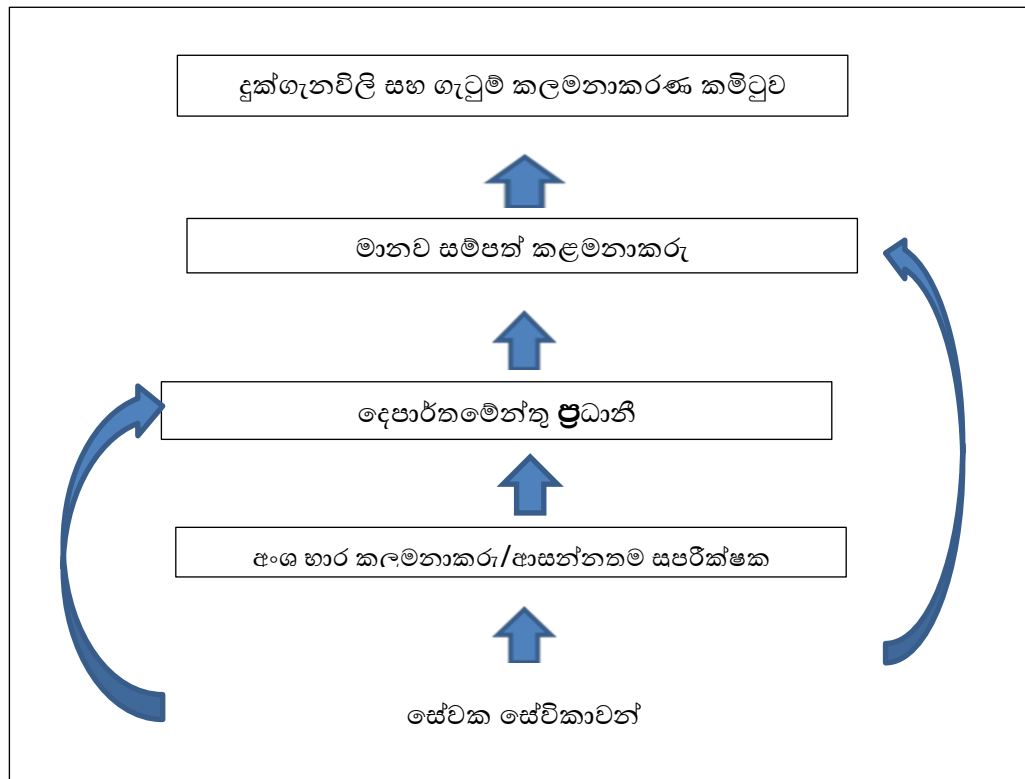 දුක්ගැනවිලි සහ ගැටුම් කලමනාකරණ කමිටුව
මානව සම්පත් කළමනාකරු
දෙපාර්තමේන්තු ප්‍රධානී
අංශ භාර කලමනාකරු/ආසන්නතම සුපරීක්ෂක
සේවක සේවිකාවන්